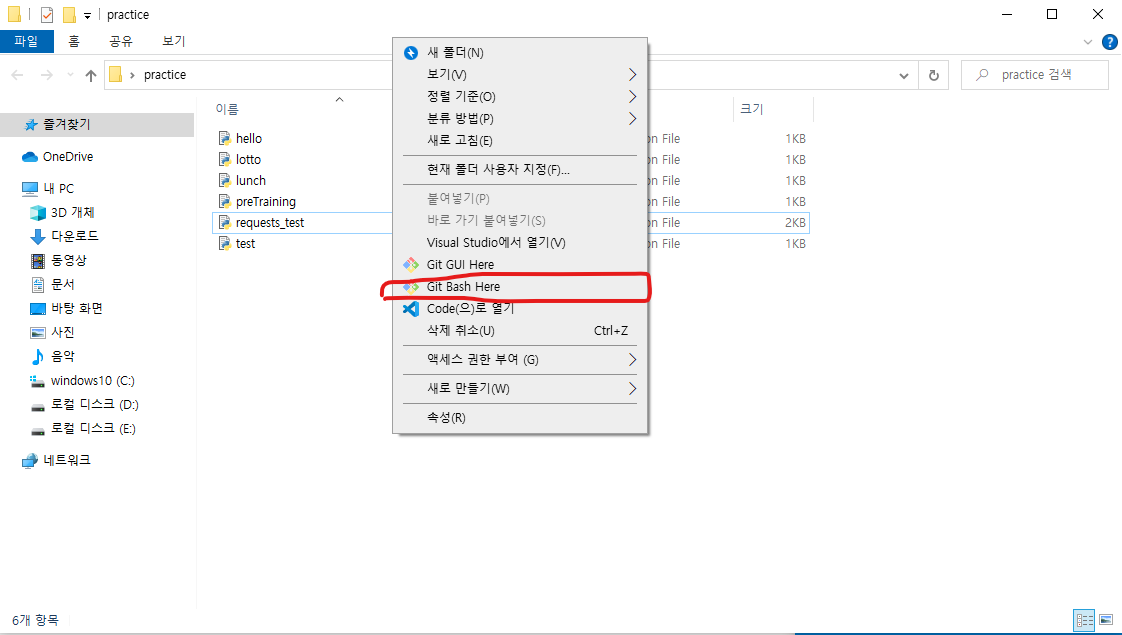 practice
파일 홈 공유 보기
practice
practice 검색
이름
크기
즐겨찾기
OneDrive
내 PC
3D 개체
다운로드
동영상
문서
바탕 화면
사진
음악
windows10 (C:)
로컬 디스크 (D:)
로컬 디스크 (E:)
네트워크
hello on File 1KB
lotto on File 1KB
lunch on File 1KB
preTraining on File 1KB
requests_test on File 2KB
test on File 1KB
새 폴더(N)
보기(V)
정렬 기준(O)
분류 방법(P)
새로 고침(E)
현재 폴더 사용자 지정(F)...
붙여넣기(P)
바로 가기 붙여넣기(S)
Visual Studio에서 열기(V)
Git GUI Here
Git Bash Here
Code(으)로 열기
삭제 취소(U) Ctrl+Z
액세스 권한 부여 (G)
새로 만들기(W)
속성(R)
6개 항목